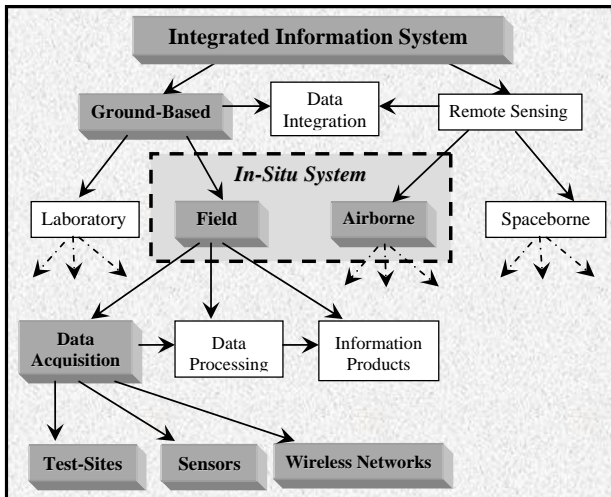 Integrated Information System
Ground-Based
Data
Integration
Remote Sensing
In-Situ System
Laboratory
Field
Airborne
Spaceborne
Data
Acquisition
Data
Processing
Information
Products
Test-Sites
Sensors
Wireless Networks